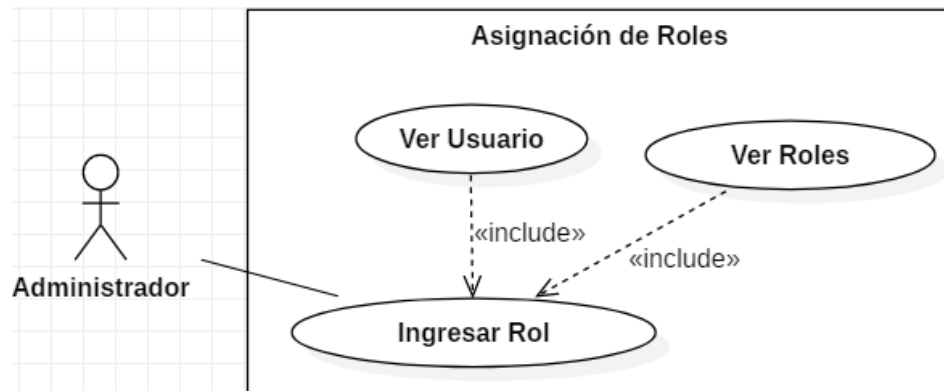 Asignación de Roles
Ver Usuario
Ver Roles
«include»
«include»
Administrador
Ingresar Rol